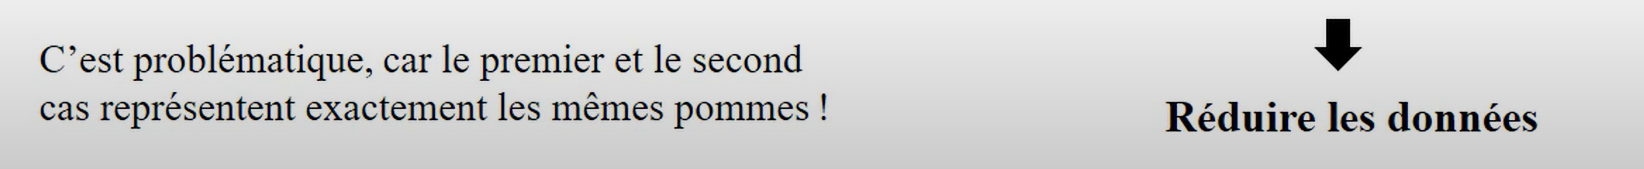 C’est problématique, car le premier et le second
cas représentent exactement les mêmes pommes !
Réduire les données